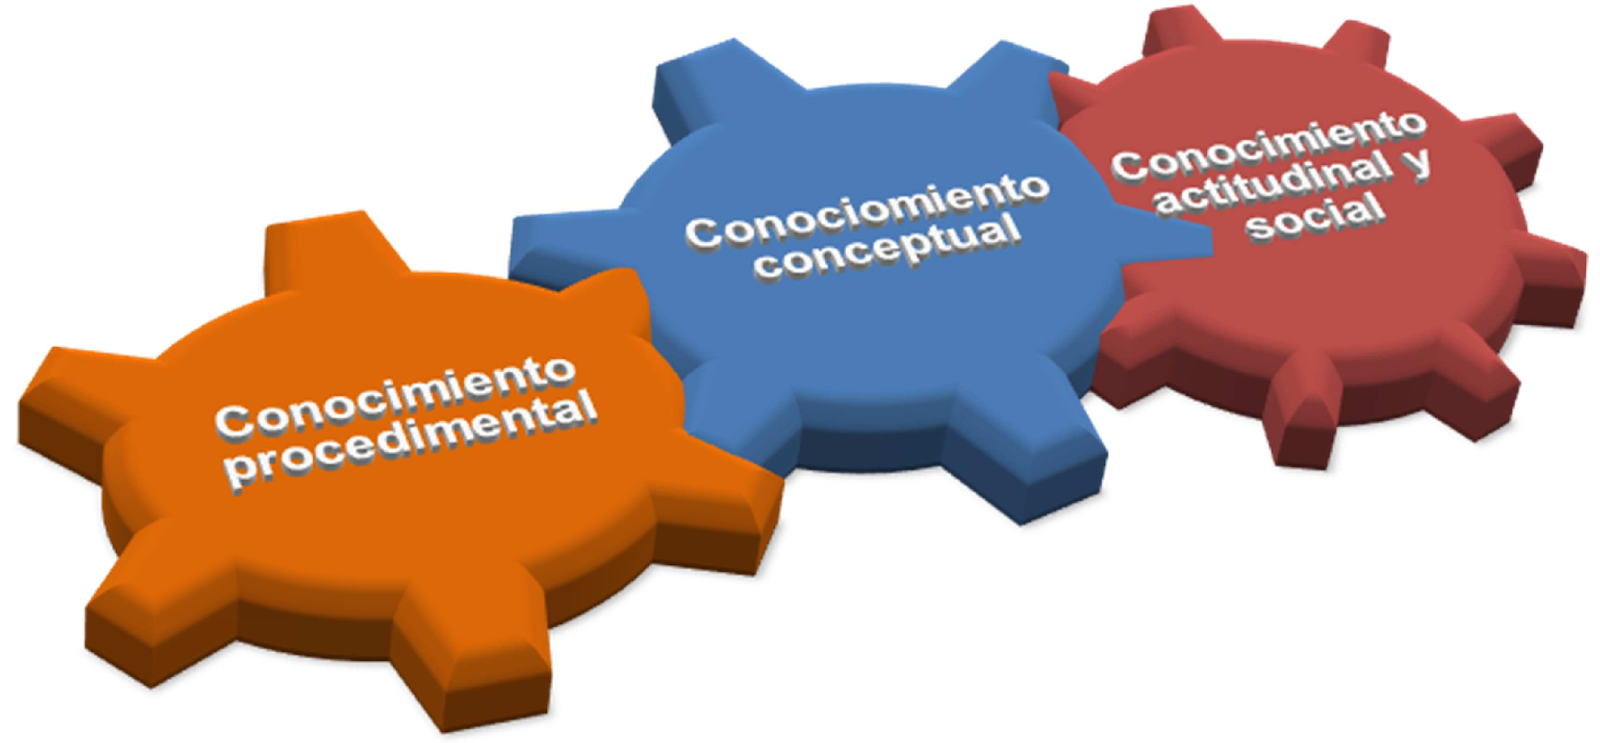 Conocimiento
procedimental
Conociomiento
conceptual
Conocimiento
actitudinal y
social